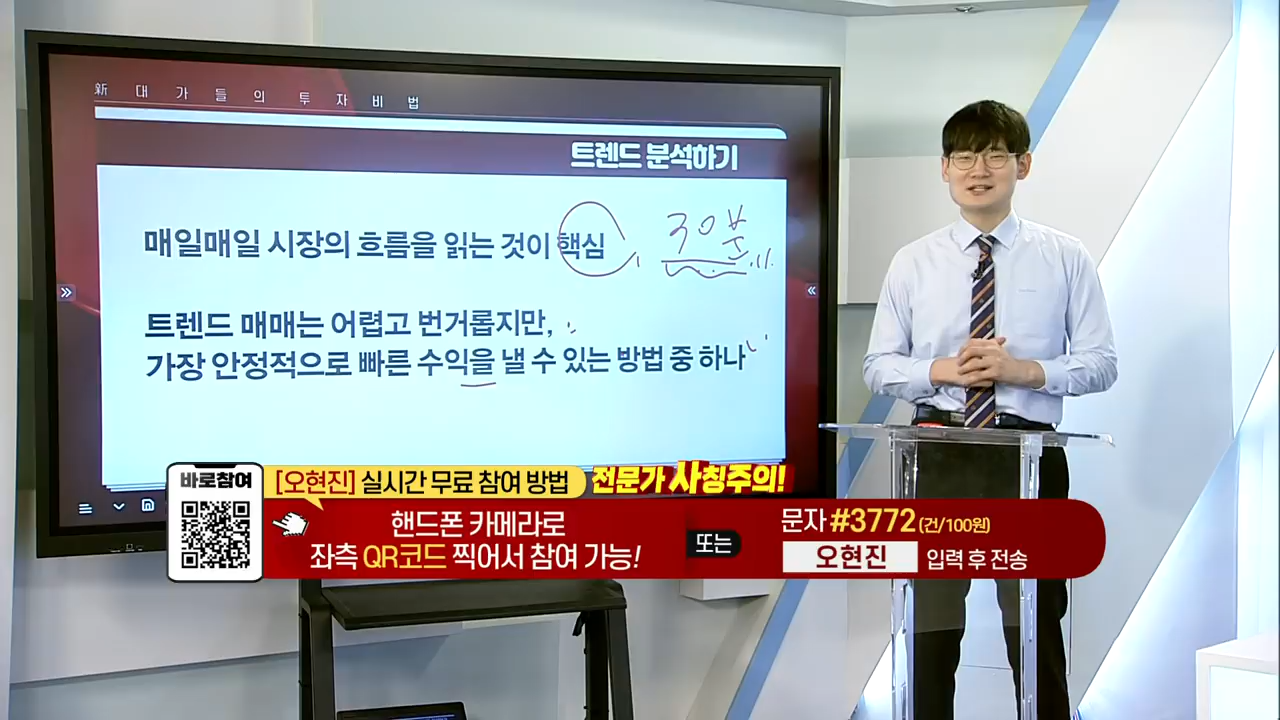 新대가들의 투자비법
트렌드 분석하기
매일매일 시장의 흐름을 읽는 것이 핵심
30분
트렌드 매매는 어렵고 번거롭지만,
가장 안정적으로 빠른 수익을 낼 수 있는 방법 중 하나
바로참여
[오현진] 실시간 무료 참여 방법
전문가 사칭주의!
핸드폰 카메라로
좌측 QR코드 찍어서 참여 가능!
또는
문자 #3772 (건/100원)
오현진 입력 후 전송